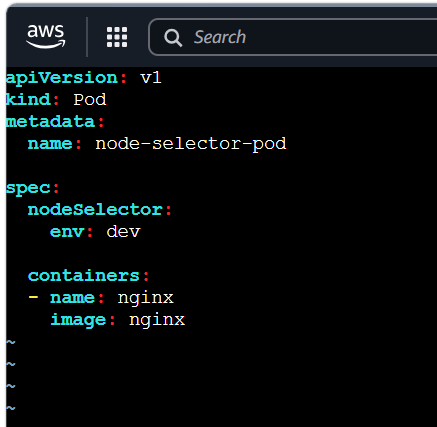 aws
Search
apiVersion: v1
kind: Pod
metadata:
  name: node-selector-pod

spec:
  nodeSelector:
    env: dev

  containers:
  - name: nginx
    image: nginx
~
~
~
~